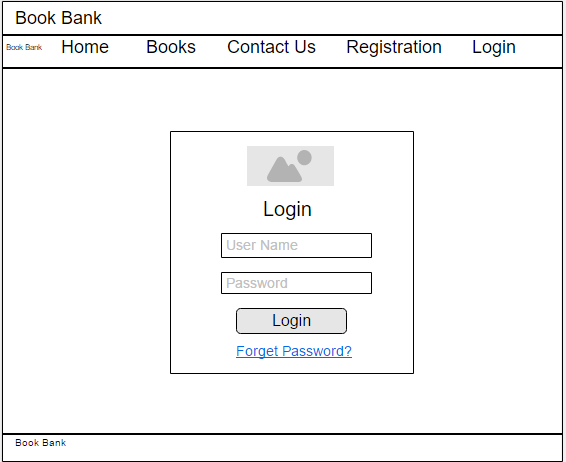 Book Bank
Book Bank Home Books Contact Us Registration Login
Login
User Name
Password
Login
Forget Password?
Book Bank